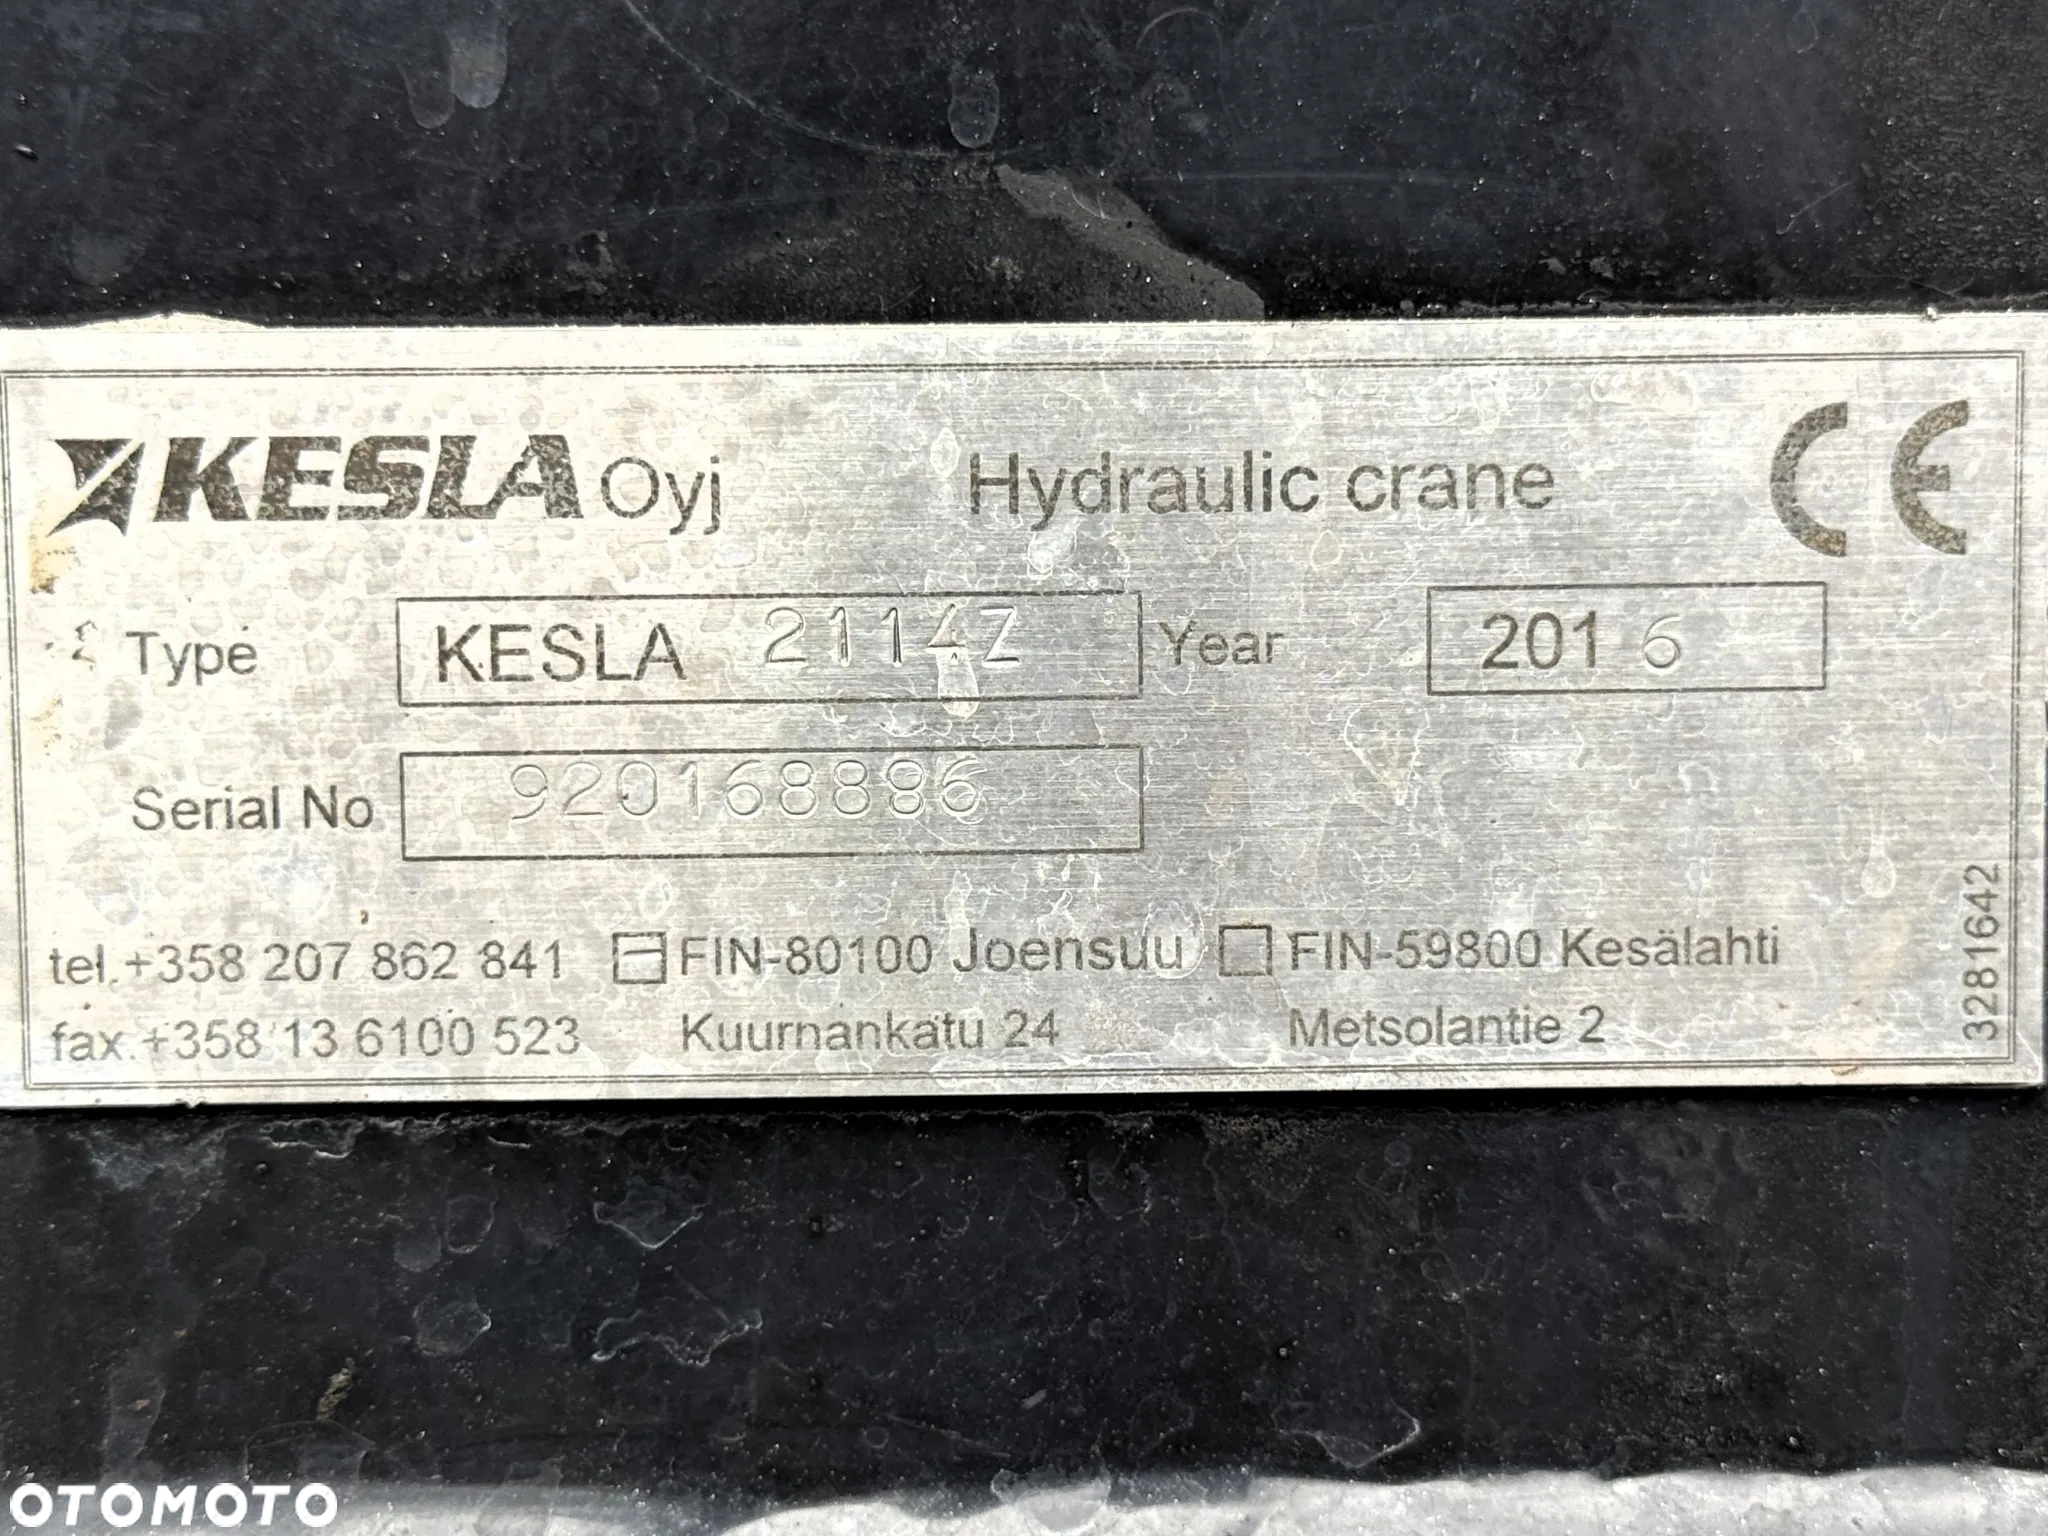 KESLA Oyj Hydraulic crane CE
Type KESLA 2114Z Year 2016
Serial No 920168886
tel.+358 207 862 841 FIN-80100 Joensuu FIN-59800 Kesälahti
fax.+358 13 6100 523 Kuurnankatu 24 Metsolantie 2
3281642
OTOMOTO